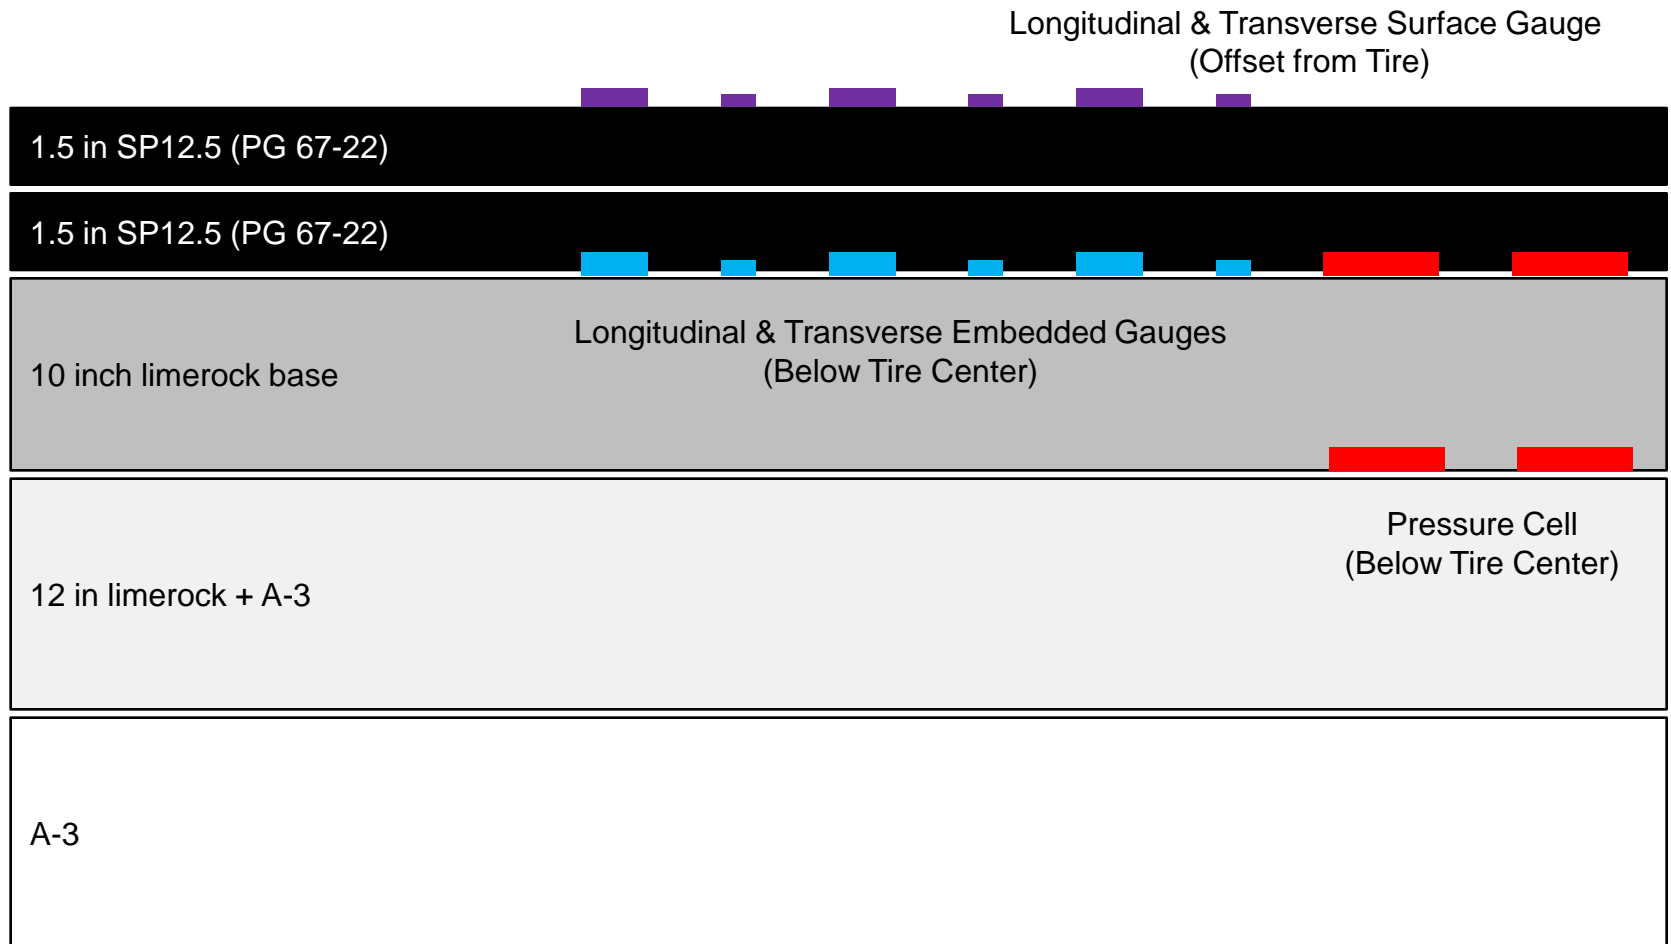 Longitudinal & Transverse Surface Gauge
(Offset from Tire)
1.5 in SP12.5 (PG 67-22)
1.5 in SP12.5 (PG 67-22)
Longitudinal & Transverse Embedded Gauges
(Below Tire Center)
10 inch limerock base
Pressure Cell
(Below Tire Center)
12 in limerock + A-3
A-3